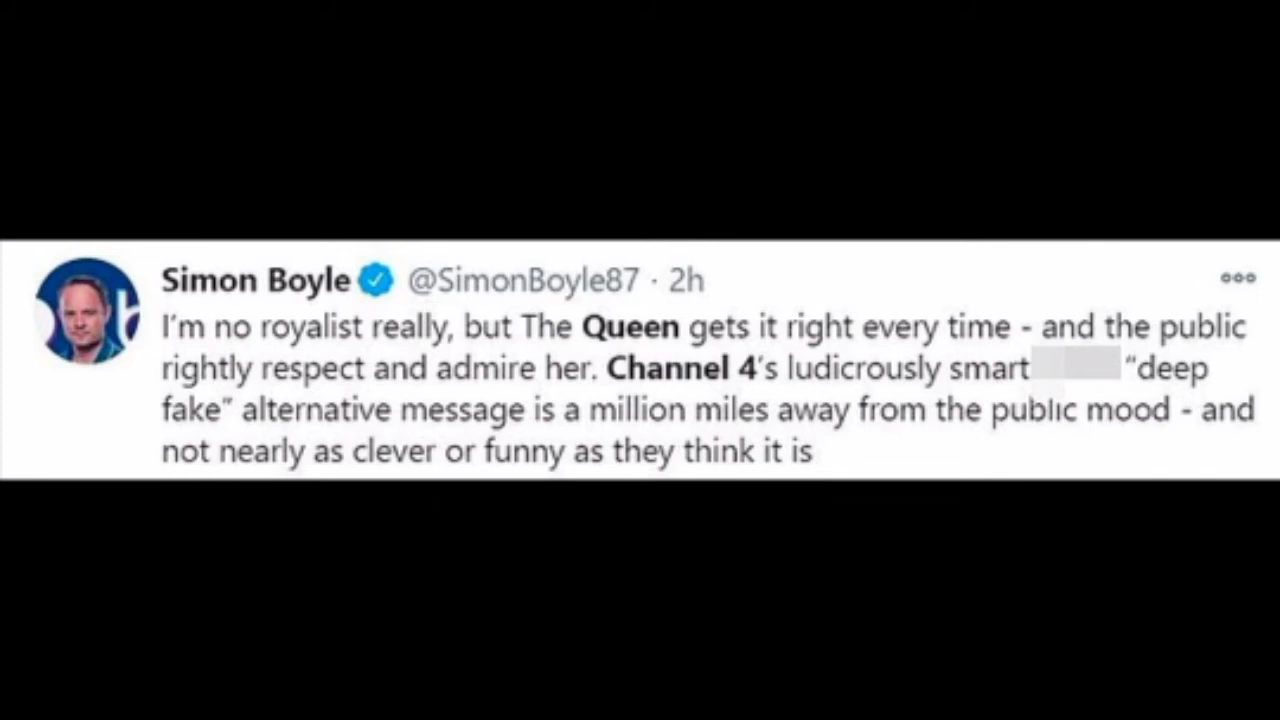 Simon Boyle @SimonBoyle87 · 2h
I'm no royalist really, but The Queen gets it right every time - and the public
rightly respect and admire her. Channel 4's ludicrously smart "deep
fake" alternative message is a million miles away from the public mood - and
not nearly as clever or funny as they think it is